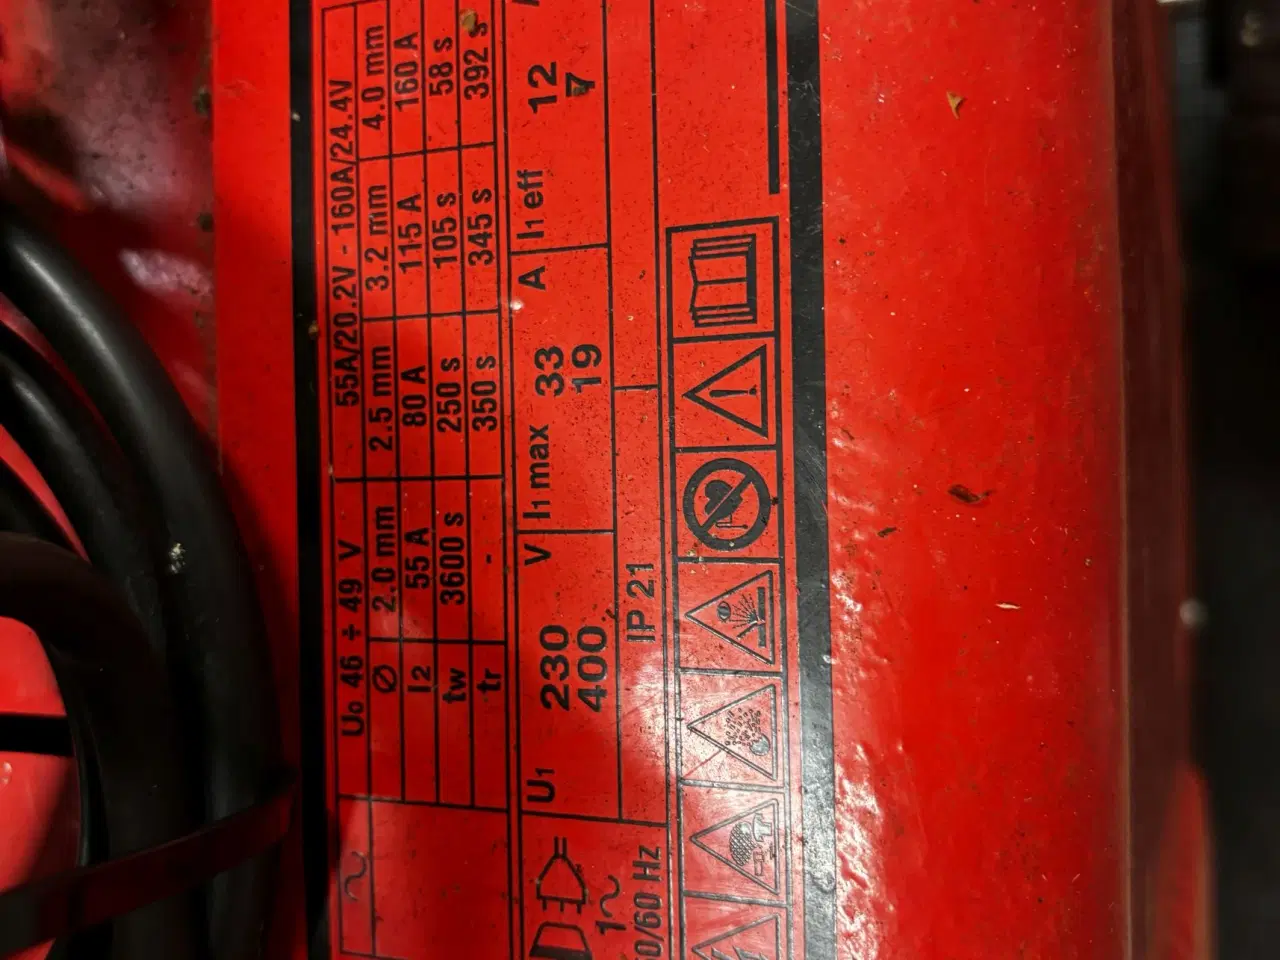 U₀ 46 ÷ 49 V 55A/20.2V - 160A/24.4V
∅ 2.0 mm 2.5 mm 3.2 mm 4.0 mm
I₂ 55 A 80 A 115 A 160 A
tw 3600 s 250 s 105 s 58 s
tr - 350 s 345 s 392 s
U₁ 230 V I₁ max 33 A I₁ eff 12
400 19 7
1~ IP 21
0/60 Hz